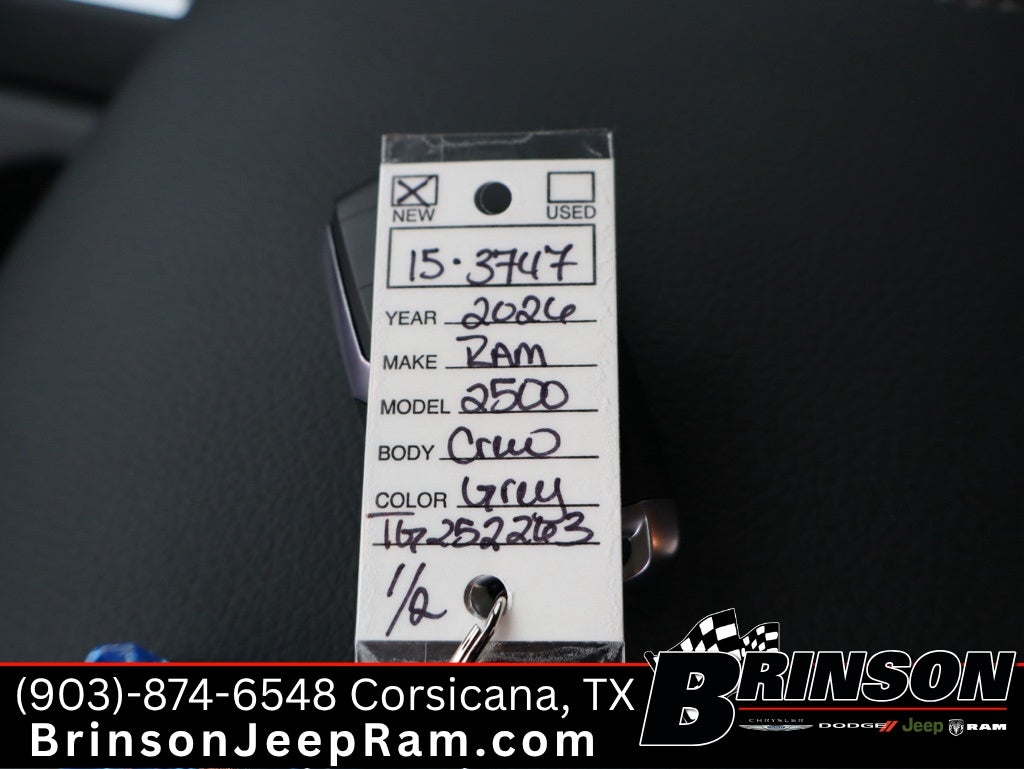 NEW USED
15·3747
YEAR 2026
MAKE RAM
MODEL 2500
BODY Crew
COLOR Grey
TG252263
1/2
(903)-874-6548 Corsicana, TX
BrinsonJeepRam.com
BRINSON
CHRYSLER DODGE// Jeep RAM